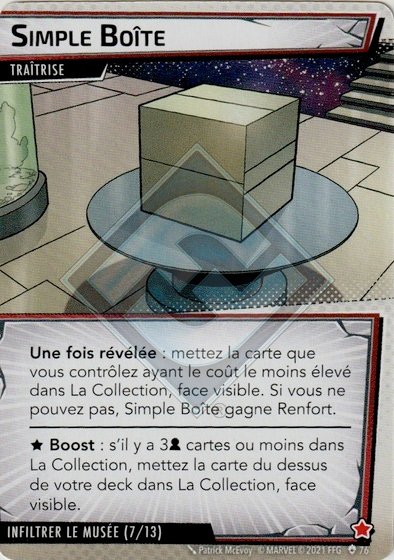 SIMPLE BOÎTE
TRAÎTRISE
Une fois révélée : mettez la carte que
vous contrôlez ayant le coût le moins élevé
dans La Collection, face visible. Si vous ne
pouvez pas, Simple Boîte gagne Renfort.
★ Boost : s'il y a 3 cartes ou moins dans
La Collection, mettez la carte du dessus
de votre deck dans La Collection, face
visible.
INFILTRER LE MUSÉE (7/13)
Patrick McEvoy © MARVEL © 2021 FFG 76